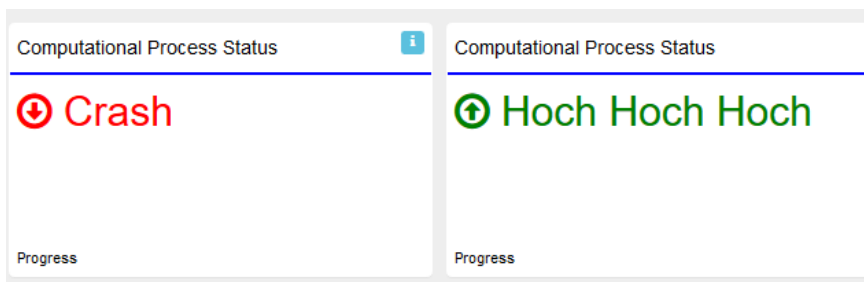 Computational Process Status
Crash
Progress
Computational Process Status
Hoch Hoch Hoch
Progress